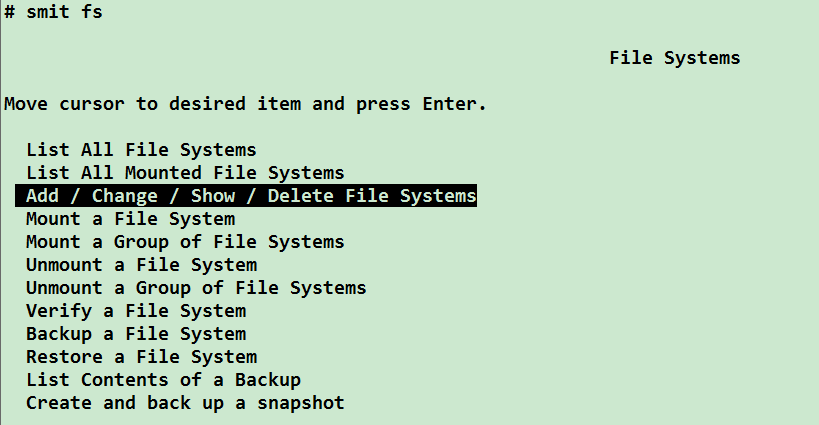 # smit fs
File Systems
Move cursor to desired item and press Enter.
List All File Systems
List All Mounted File Systems
Add / Change / Show / Delete File Systems
Mount a File System
Mount a Group of File Systems
Unmount a File System
Unmount a Group of File Systems
Verify a File System
Backup a File System
Restore a File System
List Contents of a Backup
Create and back up a snapshot